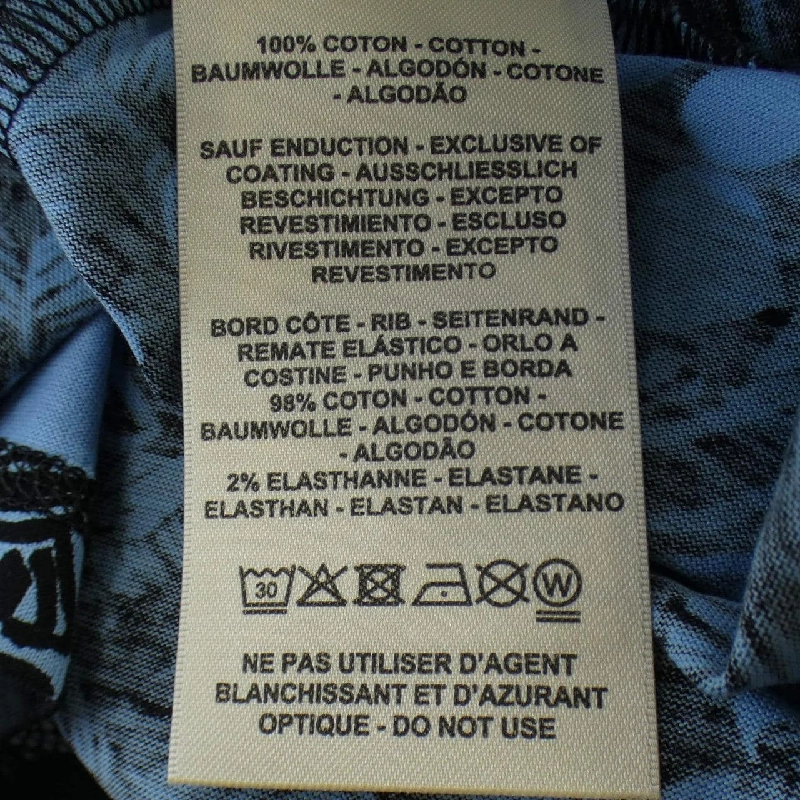 100% COTON - COTTON -
BAUMWOLLE - ALGODÓN - COTONE
- ALGODÃO
SAUF ENDUCTION - EXCLUSIVE OF
COATING - AUSSCHLIESSLICH
BESCHICHTUNG - EXCEPTO
REVESTIMIENTO - ESCLUSO
RIVESTIMENTO - EXCEPTO
REVESTIMENTO
BORD CÔTE - RIB - SEITENRAND -
REMATE ELÁSTICO - ORLO A
COSTINE - PUNHO E BORDA
98% COTON - COTTON -
BAUMWOLLE - ALGODÓN - COTONE
- ALGODÃO
2% ELASTHANNE - ELASTANE -
ELASTHAN - ELASTAN - ELASTANO
30 W
NE PAS UTILISER D'AGENT
BLANCHISSANT ET D'AZURANT
OPTIQUE - DO NOT USE